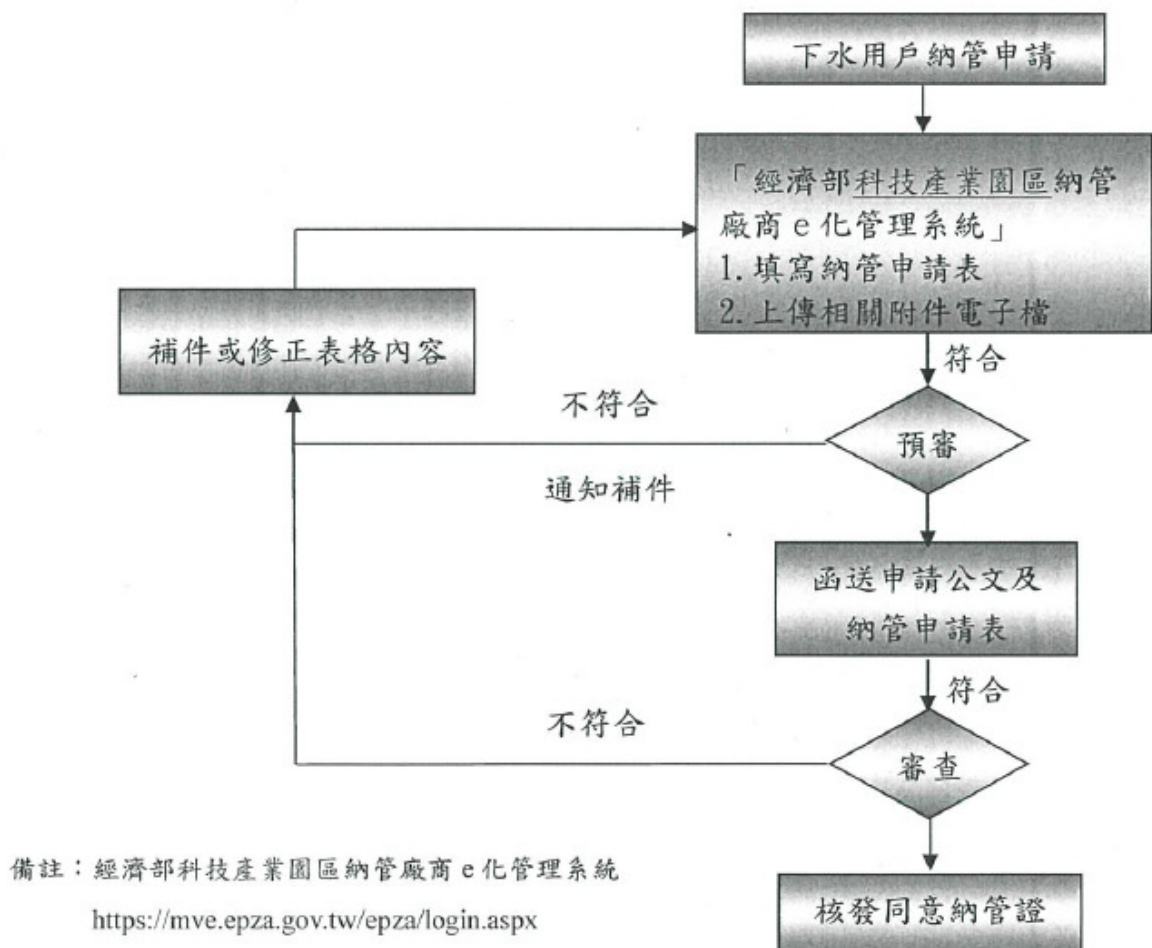 下水用戶納管申請
「經濟部科技產業園區納管
廠商 e 化管理系統」
1. 填寫納管申請表
2. 上傳相關附件電子檔
補件或修正表格內容
符合
不符合
預審
通知補件
函送申請公文及
納管申請表
符合
不符合
審查
備註：經濟部科技產業園區納管廠商 e 化管理系統
https://mve.epza.gov.tw/epza/login.aspx
核發同意納管證